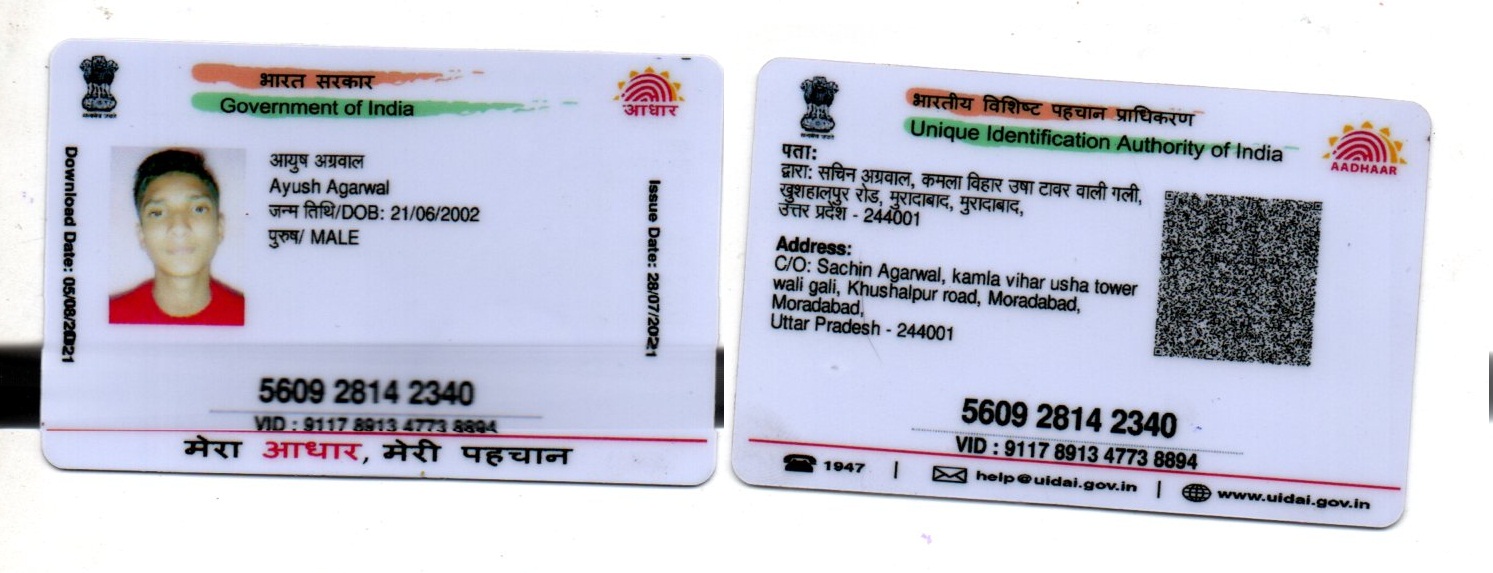 भारत सरकार
Government of India
आधार
Download Date: 05/08/2021
आयुष अग्रवाल
Ayush Agarwal
जन्म तिथि/DOB: 21/06/2002
पुरुष/ MALE
Issue Date: 28/07/2021
5609 2814 2340
VID : 9117 8913 4773 8894
मेरा आधार, मेरी पहचान
भारतीय विशिष्ट पहचान प्राधिकरण
Unique Identification Authority of India
AADHAAR
पता:
द्वारा: सचिन अग्रवाल, कमला विहार उषा टावर वाली गली,
खुशहालपुर रोड, मुरादाबाद, मुरादाबाद,
उत्तर प्रदेश - 244001
Address:
C/O: Sachin Agarwal, kamla vihar usha tower
wali gali, Khushalpur road, Moradabad,
Moradabad,
Uttar Pradesh - 244001
5609 2814 2340
VID : 9117 8913 4773 8894
1947 | help@uidai.gov.in | www.uidai.gov.in